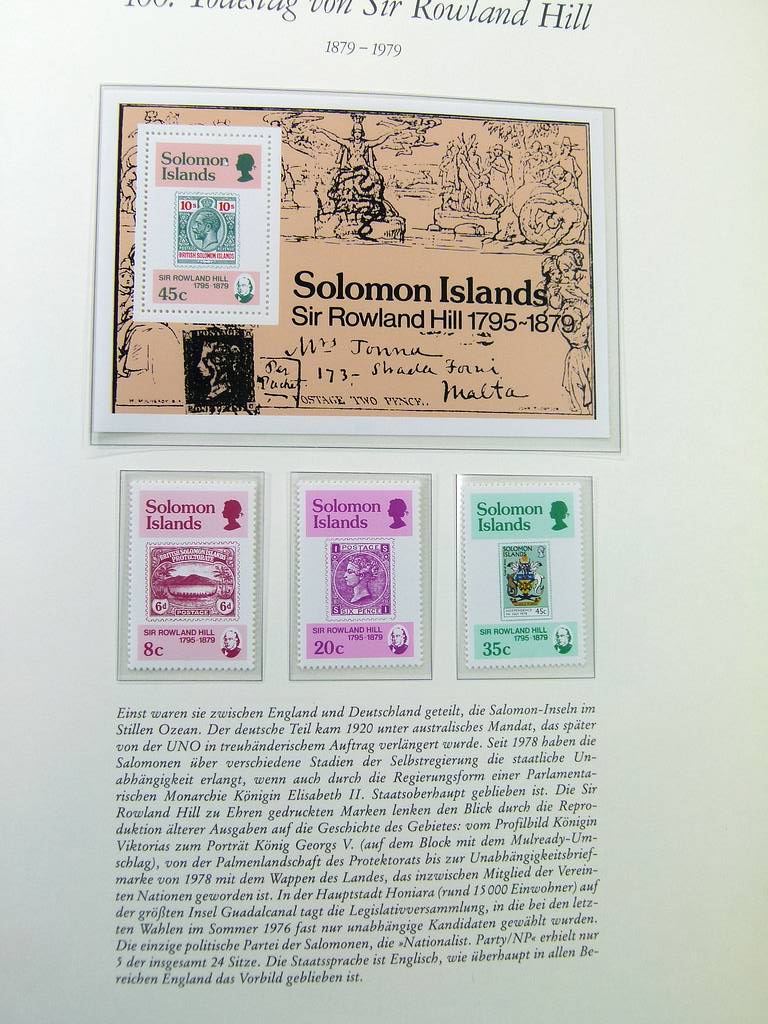 100. Todestag von Sir Rowland Hill
1879 – 1979
Solomon
Islands
10s 10s
POSTAGE REVENUE
BRITISH SOLOMON ISLANDS
SIR ROWLAND HILL
1795-1879
45c
Solomon Islands
Sir Rowland Hill 1795~1879
Mrs Tonna
Per
Packet
173- Strada Forni
Malta
POSTAGE TWO PENCE.
Solomon
Islands
BRITISH SOLOMON ISLANDS
PROTECTORATE
6d 6d
POSTAGE
SIR ROWLAND HILL
1795-1879
8c
Solomon
Islands
I POSTAGE S
S SIX PENCE I
SIR ROWLAND HILL
1795-1879
20c
Solomon
Islands
SOLOMON
ISLANDS
45c
SIR ROWLAND HILL
1795-1879
35c
Einst waren sie zwischen England und Deutschland geteilt, die Salomon-Inseln im
Stillen Ozean. Der deutsche Teil kam 1920 unter australisches Mandat, das später
von der UNO in treuhänderischem Auftrag verlängert wurde. Seit 1978 haben die
Salomonen über verschiedene Stadien der Selbstregierung die staatliche Un-
abhängigkeit erlangt, wenn auch durch die Regierungsform einer Parlamenta-
rischen Monarchie Königin Elisabeth II. Staatsoberhaupt geblieben ist. Die Sir
Rowland Hill zu Ehren gedruckten Marken lenken den Blick durch die Repro-
duktion älterer Ausgaben auf die Geschichte des Gebietes: vom Profilbild Königin
Viktorias zum Porträt König Georgs V. (auf dem Block mit dem Mulready-Um-
schlag), von der Palmenlandschaft des Protektorats bis zur Unabhängigkeitsbrief-
marke von 1978 mit dem Wappen des Landes, das inzwischen Mitglied der Verein-
ten Nationen geworden ist. In der Hauptstadt Honiara (rund 15 000 Einwohner) auf
der größten Insel Guadalcanal tagt die Legislativversammlung, in die bei den letz-
ten Wahlen im Sommer 1976 fast nur unabhängige Kandidaten gewählt wurden.
Die einzige politische Partei der Salomonen, die »Nationalist. Party/NP« erhielt nur
5 der insgesamt 24 Sitze. Die Staatssprache ist Englisch, wie überhaupt in allen Be-
reichen England das Vorbild geblieben ist.